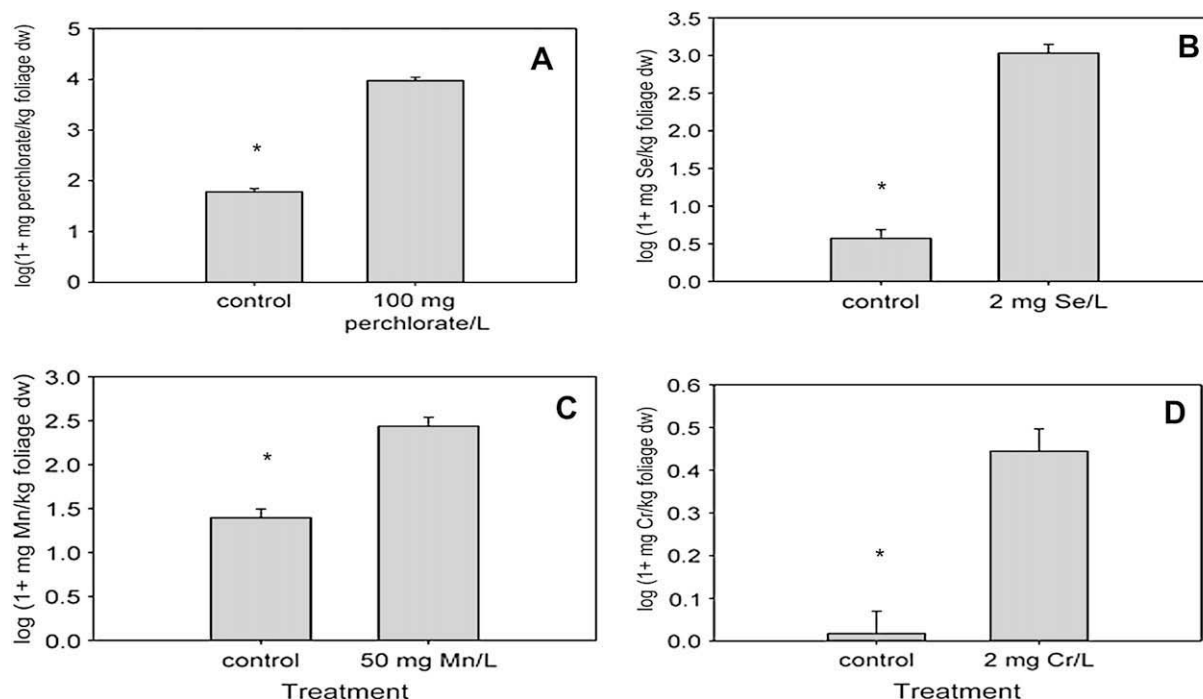 log(1+ mg perchlorate/kg foliage dw)
5
4
3
2
1
0
A
*
control
100 mg
perchlorate/L
log (1+ mg Se/kg foliage dw)
3.5
3.0
2.5
2.0
1.5
1.0
0.5
0.0
B
*
control
2 mg Se/L
log (1+ mg Mn/kg foliage dw)
3.0
2.5
2.0
1.5
1.0
0.5
0.0
C
*
control
50 mg Mn/L
Treatment
log (1+ mg Cr/kg foliage dw)
0.6
0.5
0.4
0.3
0.2
0.1
0.0
D
*
control
2 mg Cr/L
Treatment